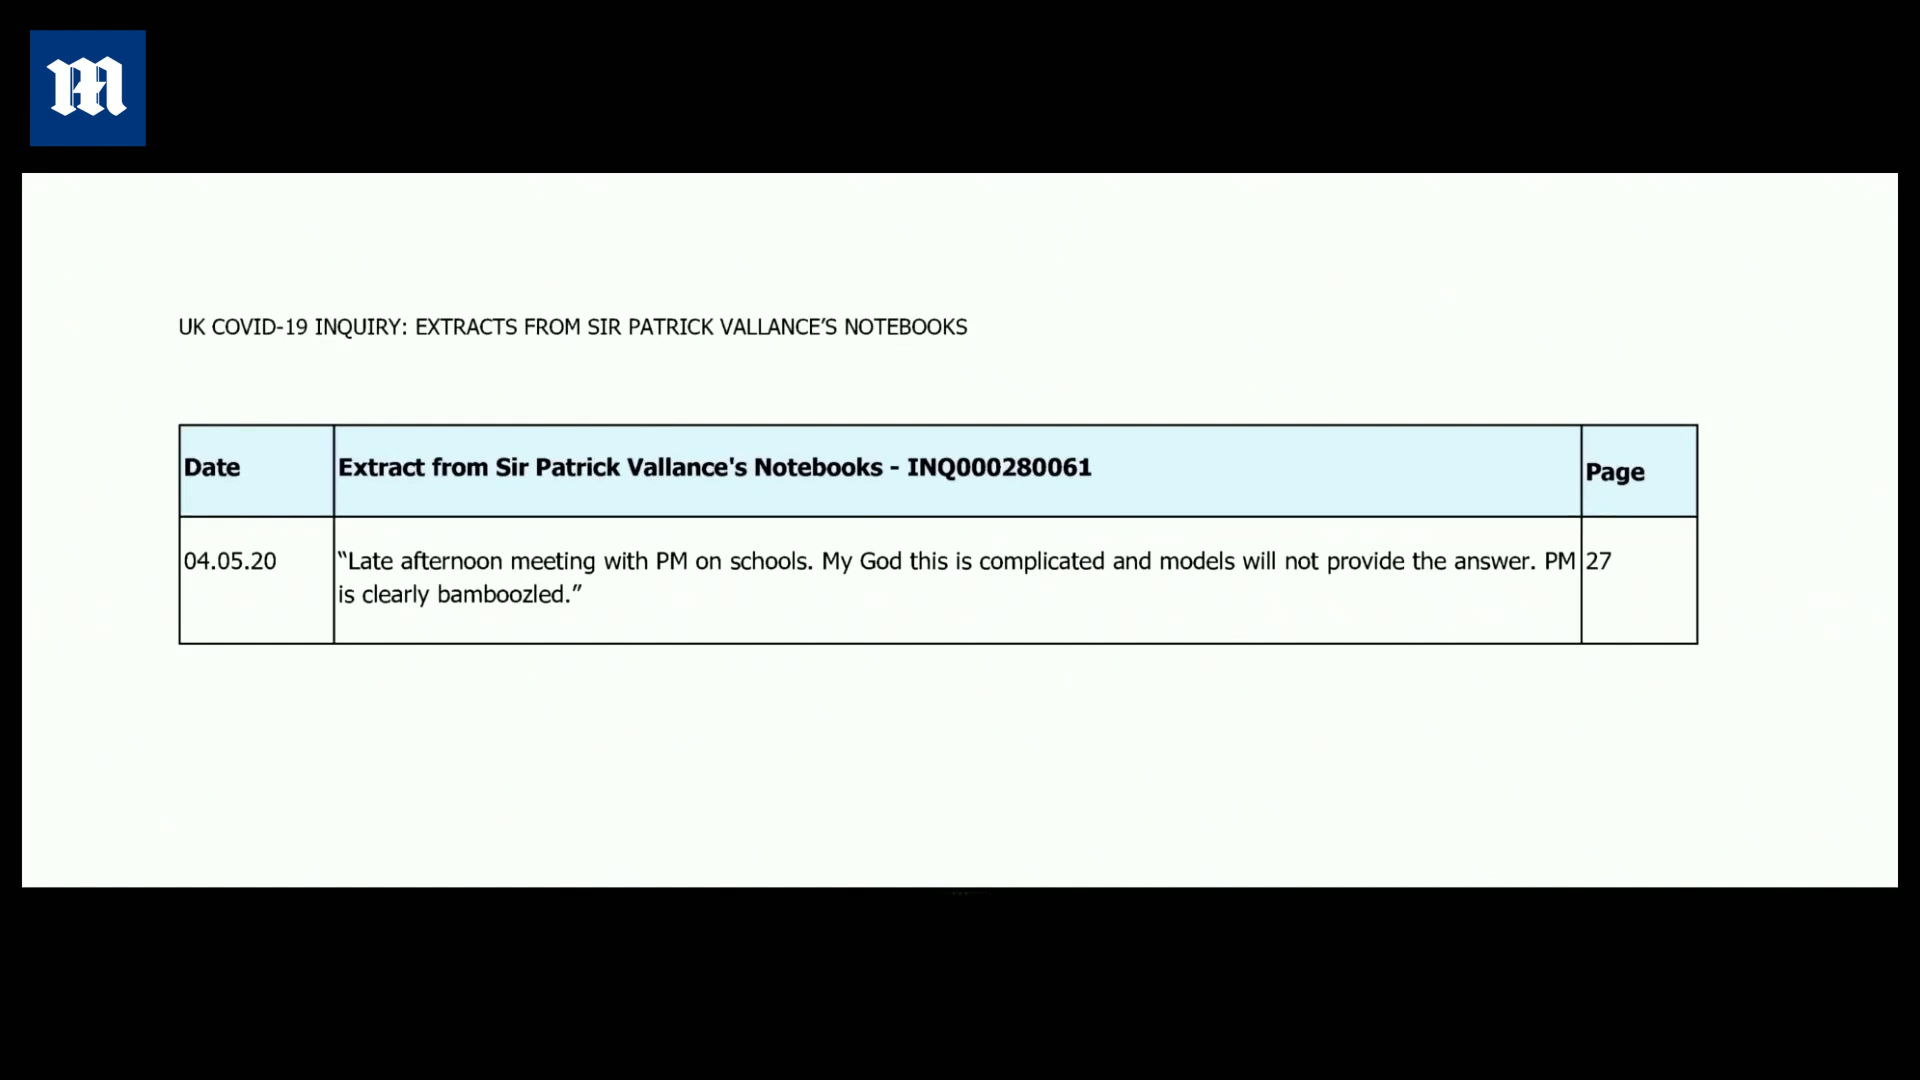 M
UK COVID-19 INQUIRY: EXTRACTS FROM SIR PATRICK VALLANCE’S NOTEBOOKS
Date Extract from Sir Patrick Vallance's Notebooks - INQ000280061 Page
04.05.20 “Late afternoon meeting with PM on schools. My God this is complicated and models will not provide the answer. PM 27
is clearly bamboozled.”